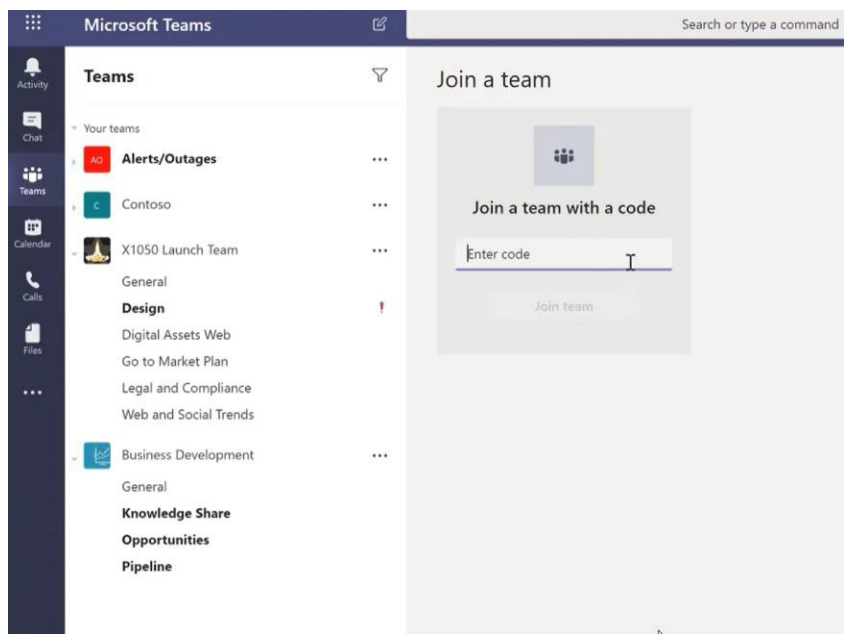 Microsoft Teams
Search or type a command
Activity
Chat
Teams
Calendar
Calls
Files
Teams
Your teams
AO Alerts/Outages
C Contoso
X1050 Launch Team
General
Design !
Digital Assets Web
Go to Market Plan
Legal and Compliance
Web and Social Trends
Business Development
General
Knowledge Share
Opportunities
Pipeline
Join a team
Join a team with a code
Enter code
Join team